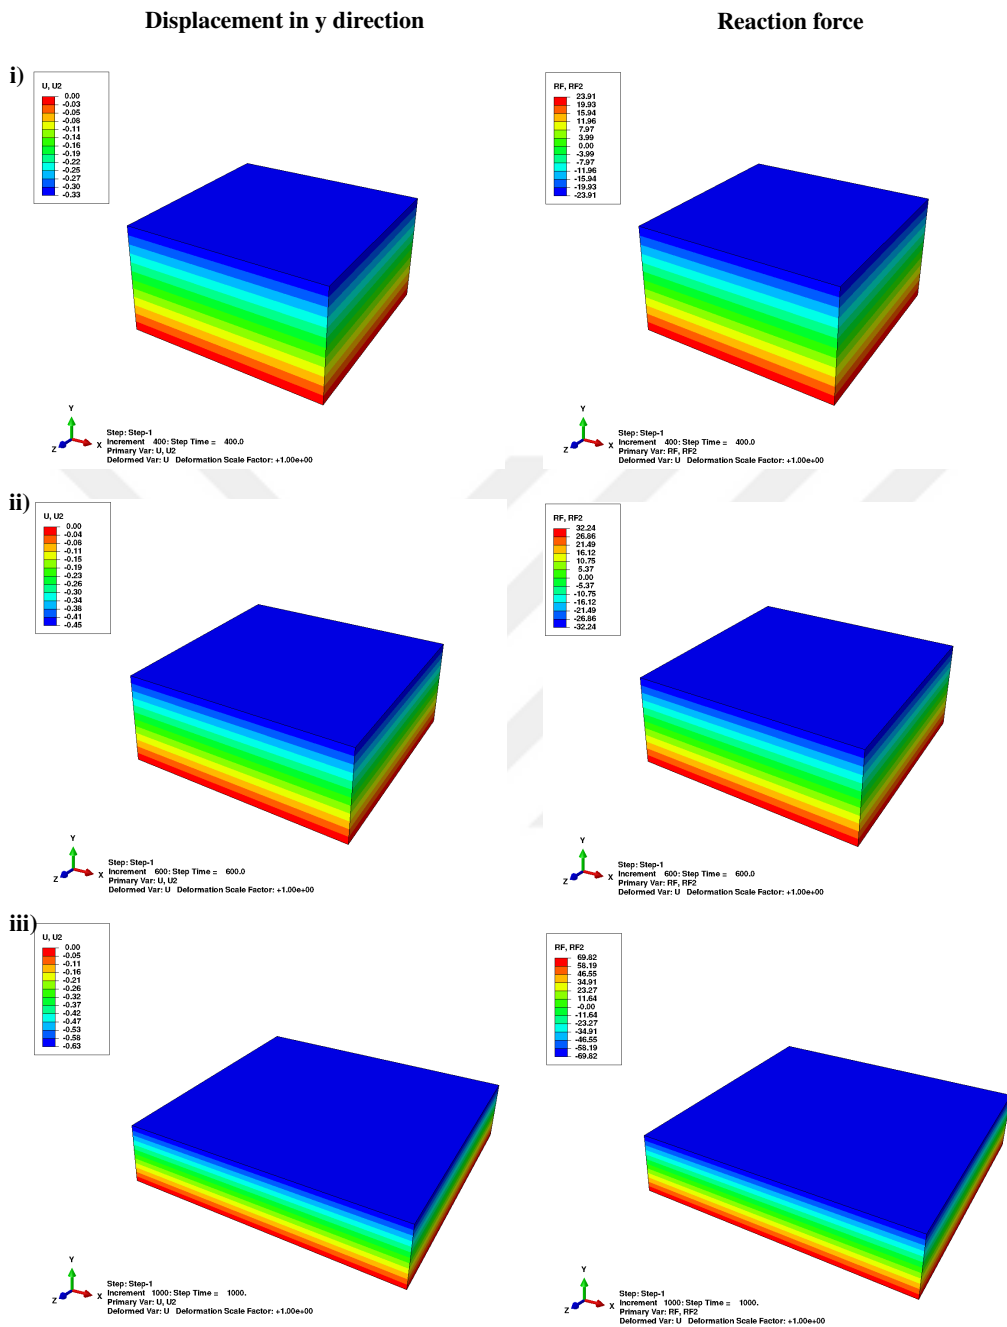 Displacement in y direction
Reaction force
i)
U, U2
0.00
-0.03
-0.05
-0.08
-0.11
-0.14
-0.16
-0.19
-0.22
-0.25
-0.27
-0.30
-0.33
Y
Z
X
Step: Step-1
Increment 400: Step Time = 400.0
Primary Var: U, U2
Deformed Var: U Deformation Scale Factor: +1.00e+00
RF, RF2
23.91
19.93
15.94
11.96
7.97
3.99
0.00
-3.99
-7.97
-11.96
-15.94
-19.93
-23.91
Y
Z
X
Step: Step-1
Increment 400: Step Time = 400.0
Primary Var: RF, RF2
Deformed Var: U Deformation Scale Factor: +1.00e+00
ii)
U, U2
0.00
-0.04
-0.08
-0.11
-0.15
-0.19
-0.23
-0.26
-0.30
-0.34
-0.38
-0.41
-0.45
Y
Z
X
Step: Step-1
Increment 600: Step Time = 600.0
Primary Var: U, U2
Deformed Var: U Deformation Scale Factor: +1.00e+00
RF, RF2
32.24
26.86
21.49
16.12
10.75
5.37
0.00
-5.37
-10.75
-16.12
-21.49
-26.86
-32.24
Y
Z
X
Step: Step-1
Increment 600: Step Time = 600.0
Primary Var: RF, RF2
Deformed Var: U Deformation Scale Factor: +1.00e+00
iii)
U, U2
0.00
-0.05
-0.11
-0.16
-0.21
-0.26
-0.32
-0.37
-0.42
-0.47
-0.53
-0.58
-0.63
Y
Z
X
Step: Step-1
Increment 1000: Step Time = 1000.
Primary Var: U, U2
Deformed Var: U Deformation Scale Factor: +1.00e+00
RF, RF2
69.82
58.19
46.55
34.91
23.27
11.64
-0.00
-11.64
-23.27
-34.91
-46.55
-58.19
-69.82
Y
Z
X
Step: Step-1
Increment 1000: Step Time = 1000.
Primary Var: RF, RF2
Deformed Var: U Deformation Scale Factor: +1.00e+00